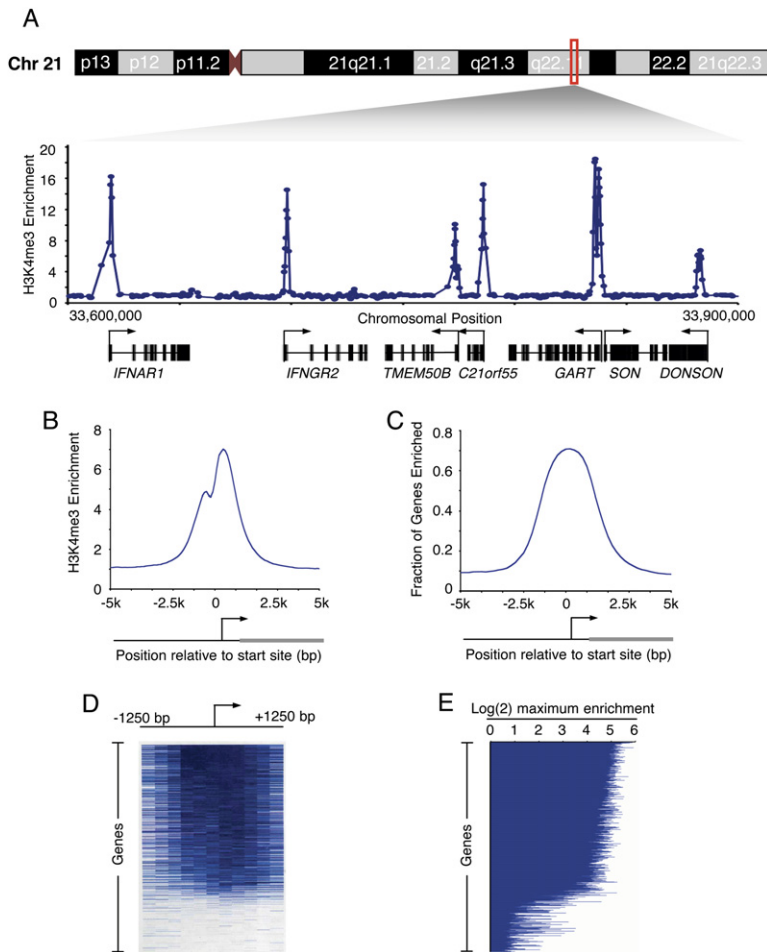 A
Chr 21 p13 p12 p11.2 21q21.1 21.2 q21.3 22.2 21q22.3
20
16
12
8
4
0
H3K4me3 Enrichment
33,600,000 Chromosomal Position 33,900,000
IFNAR1 IFNGR2 TMEM50B C21orf55 GART SON DONSON
B
8
6
4
2
0
H3K4me3 Enrichment
-5k -2.5k 0 2.5k 5k
Position relative to start site (bp)
C
0.8
0.6
0.4
0.2
0
Fraction of Genes Enriched
-5k -2.5k 0 2.5k 5k
Position relative to start site (bp)
D
-1250 bp +1250 bp
Genes
E
Log(2) maximum enrichment
0 1 2 3 4 5 6
Genes